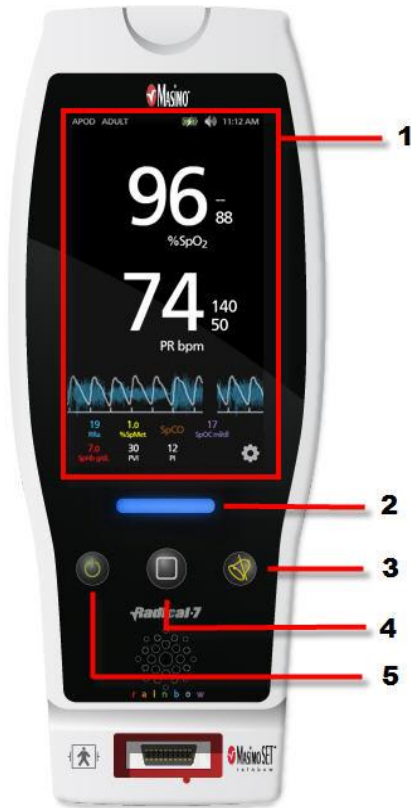 Masimo
APOD ADULT 11:12 AM
1
96 --
88
%SpO2
74 140
50
PR bpm
19 1.0 SpCO 17
RRa %SpMet SpOC ml/dl
7.0 30 12
SpHb g/dL PVI PI
2
3
4
Radical-7
5
rainbow
Masimo SET
rainbow